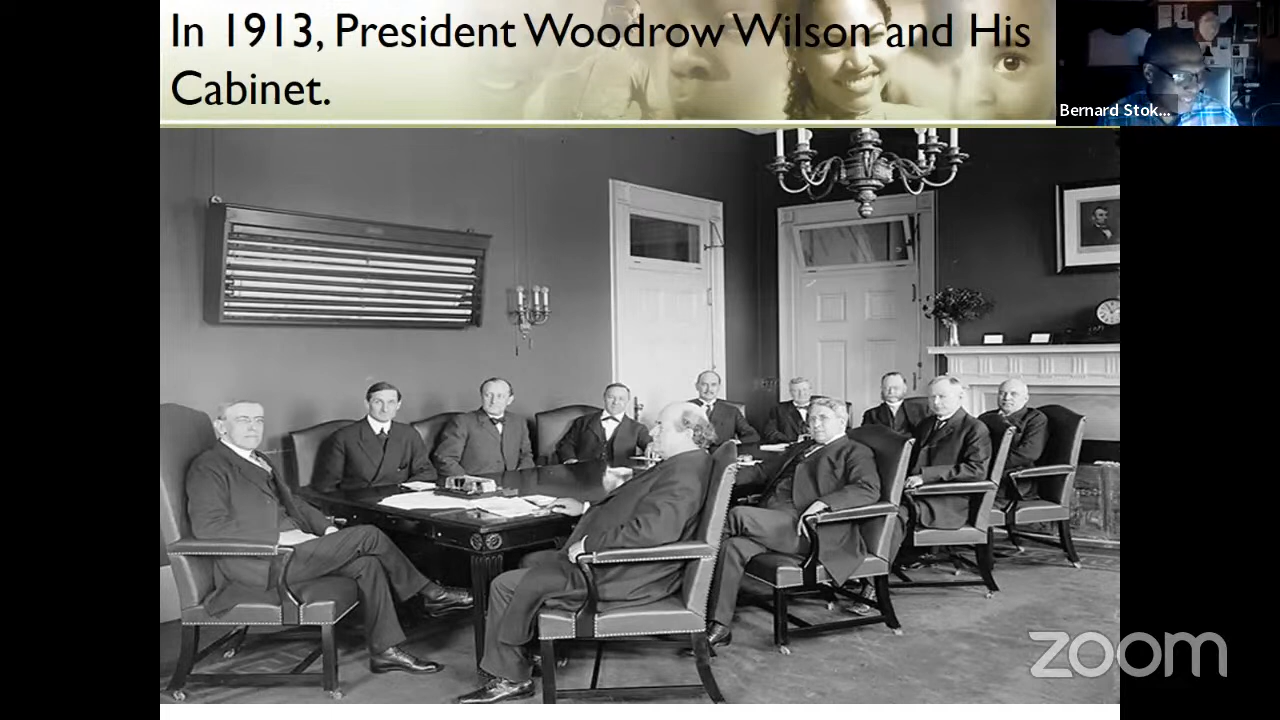 In 1913, President Woodrow Wilson and His
Cabinet.
Bernard Stok...
zoom